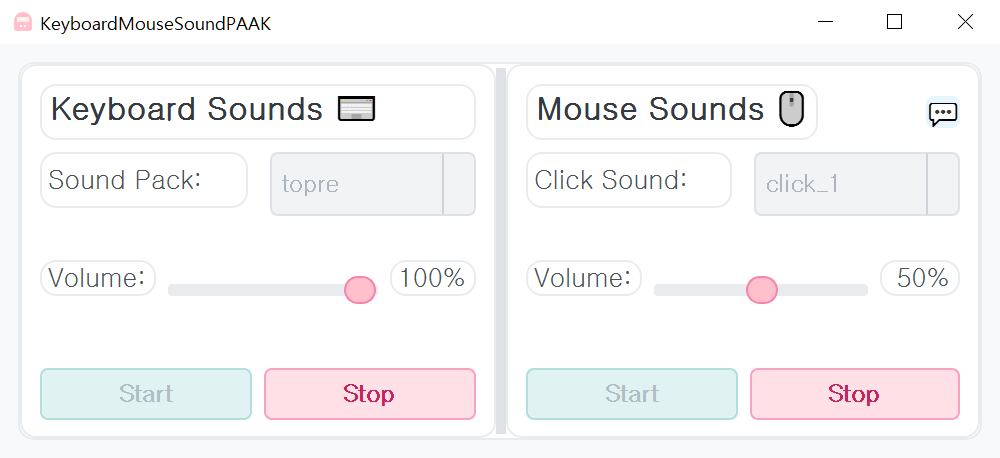 KeyboardMouseSoundPAAK
Keyboard Sounds
Sound Pack:
topre
Volume:
100%
Start
Stop
Mouse Sounds
Click Sound:
click_1
Volume:
50%
Start
Stop